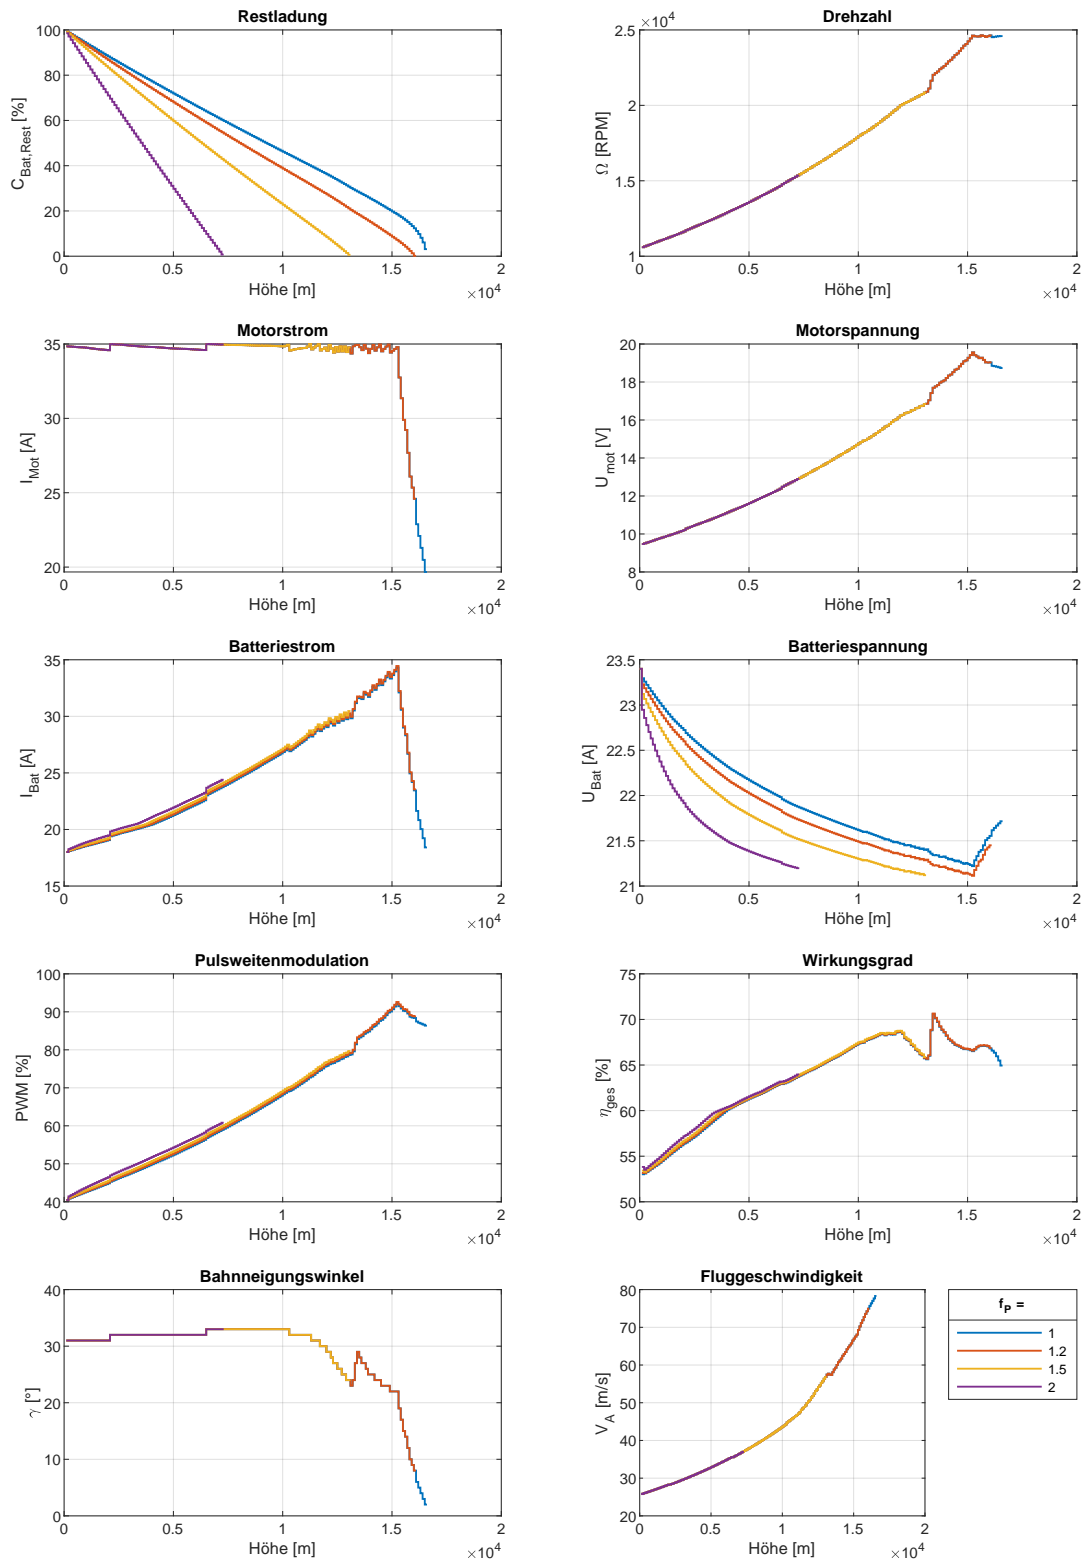 Restladung
C_Bat,Rest [%]
100
80
60
40
20
0
0 0.5 1 1.5 2
Höhe [m] ×10^4
Drehzahl
×10^4
Ω [RPM]
2.5
2
1.5
1
0 0.5 1 1.5 2
Höhe [m] ×10^4
Motorstrom
I_Mot [A]
35
30
25
20
0 0.5 1 1.5 2
Höhe [m] ×10^4
Motorspannung
U_mot [V]
20
18
16
14
12
10
8
0 0.5 1 1.5 2
Höhe [m] ×10^4
Batteriestrom
I_Bat [A]
35
30
25
20
15
0 0.5 1 1.5 2
Höhe [m] ×10^4
Batteriespannung
U_Bat [A]
23.5
23
22.5
22
21.5
21
0 0.5 1 1.5 2
Höhe [m] ×10^4
Pulsweitenmodulation
PWM [%]
100
90
80
70
60
50
40
0 0.5 1 1.5 2
Höhe [m] ×10^4
Wirkungsgrad
η_ges [%]
75
70
65
60
55
50
0 0.5 1 1.5 2
Höhe [m] ×10^4
Bahnneigungswinkel
γ [°]
40
30
20
10
0
0 0.5 1 1.5 2
Höhe [m] ×10^4
Fluggeschwindigkeit
V_A [m/s]
80
70
60
50
40
30
20
0 0.5 1 1.5 2
Höhe [m] ×10^4
f_P =
1
1.2
1.5
2